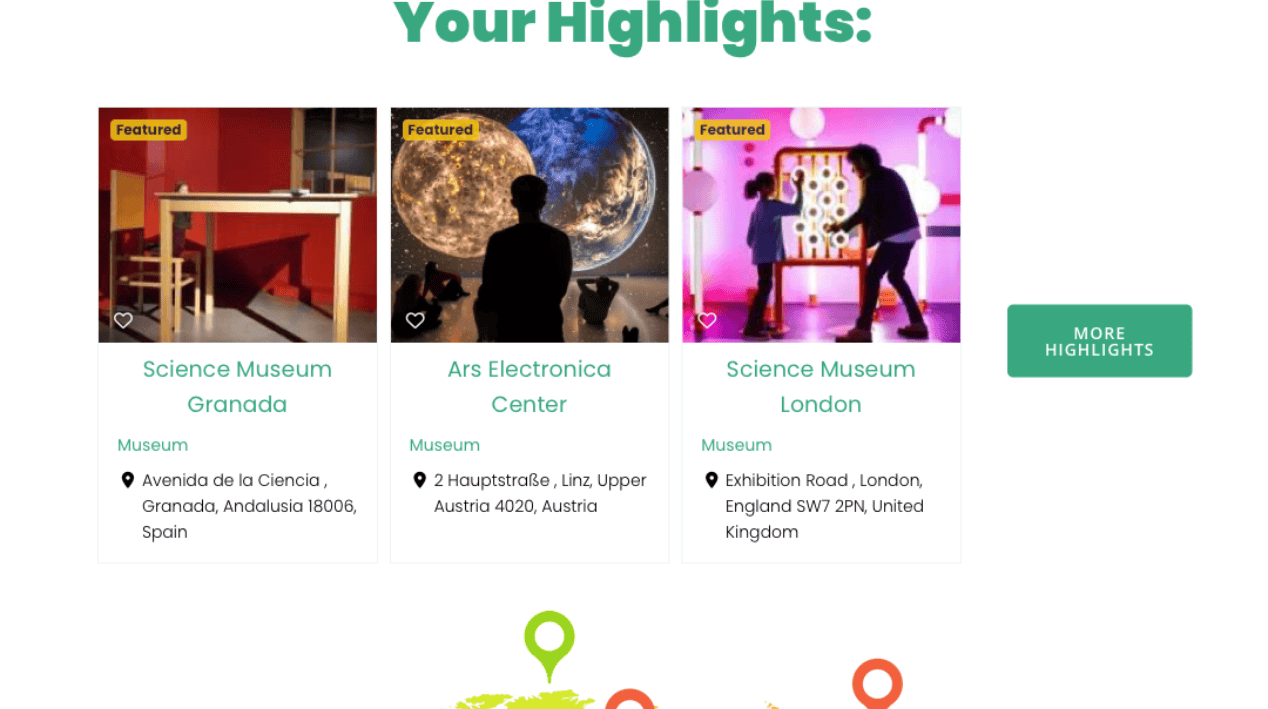 Your Highlights:
Featured
Science Museum
Granada
Museum
Avenida de la Ciencia ,
Granada, Andalusia 18006,
Spain
Featured
Ars Electronica
Center
Museum
2 Hauptstraße , Linz, Upper
Austria 4020, Austria
Featured
Science Museum
London
Museum
Exhibition Road , London,
England SW7 2PN, United
Kingdom
MORE
HIGHLIGHTS